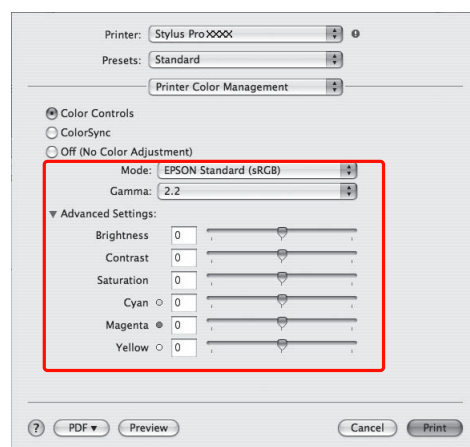 Printer: Stylus Pro XXXX
Presets: Standard
Printer Color Management
Color Controls
ColorSync
Off (No Color Adjustment)
Mode: EPSON Standard (sRGB)
Gamma: 2.2
Advanced Settings:
Brightness 0
Contrast 0
Saturation 0
Cyan 0
Magenta 0
Yellow 0
? PDF Preview Cancel Print